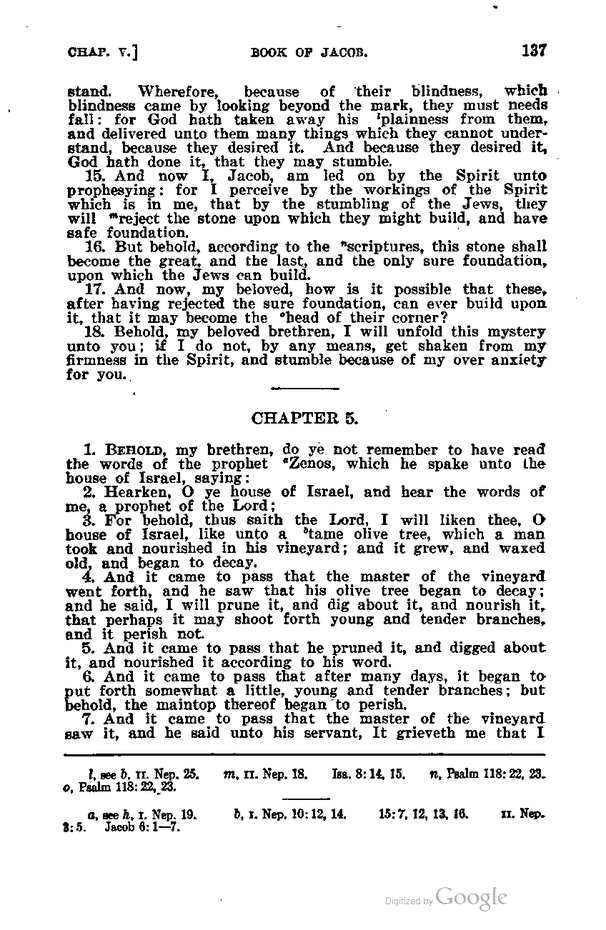 CHAP. V.] BOOK OF JACOB. 137
stand. Wherefore, because of their blindness, which
blindness came by looking beyond the mark, they must needs
fall: for God hath taken away his ˡplainness from them,
and delivered unto them many things which they cannot under-
stand, because they desired it. And because they desired it,
God hath done it, that they may stumble.
15. And now I, Jacob, am led on by the Spirit unto
prophesying: for I perceive by the workings of the Spirit
which is in me, that by the stumbling of the Jews, they
will ᵐreject the stone upon which they might build, and have
safe foundation.
16. But behold, according to the ⁿscriptures, this stone shall
become the great, and the last, and the only sure foundation,
upon which the Jews can build.
17. And now, my beloved, how is it possible that these,
after having rejected the sure foundation, can ever build upon
it, that it may become the ᵒhead of their corner?
18. Behold, my beloved brethren, I will unfold this mystery
unto you; if I do not, by any means, get shaken from my
firmness in the Spirit, and stumble because of my over anxiety
for you.
CHAPTER 5.
1. BEHOLD, my brethren, do ye not remember to have read
the words of the prophet ᵃZenos, which he spake unto the
house of Israel, saying:
2. Hearken, O ye house of Israel, and hear the words of
me, a prophet of the Lord;
3. For behold, thus saith the Lord, I will liken thee, O
house of Israel, like unto a ᵇtame olive tree, which a man
took and nourished in his vineyard; and it grew, and waxed
old, and began to decay.
4. And it came to pass that the master of the vineyard
went forth, and he saw that his olive tree began to decay;
and he said, I will prune it, and dig about it, and nourish it,
that perhaps it may shoot forth young and tender branches,
and it perish not.
5. And it came to pass that he pruned it, and digged about
it, and nourished it according to his word.
6. And it came to pass that after many days, it began to
put forth somewhat a little, young and tender branches; but
behold, the maintop thereof began to perish.
7. And it came to pass that the master of the vineyard
saw it, and he said unto his servant, It grieveth me that I
l, see b, II. Nep. 25. m, II. Nep. 18. Isa. 8:14, 15. n, Psalm 118:22, 23.
o, Psalm 118:22, 23.
a, see h, I. Nep. 19. b, I. Nep. 10:12, 14. 15:7, 12, 13, 16. II. Nep.
3:5. Jacob 6:1—7.
Digitized by Google